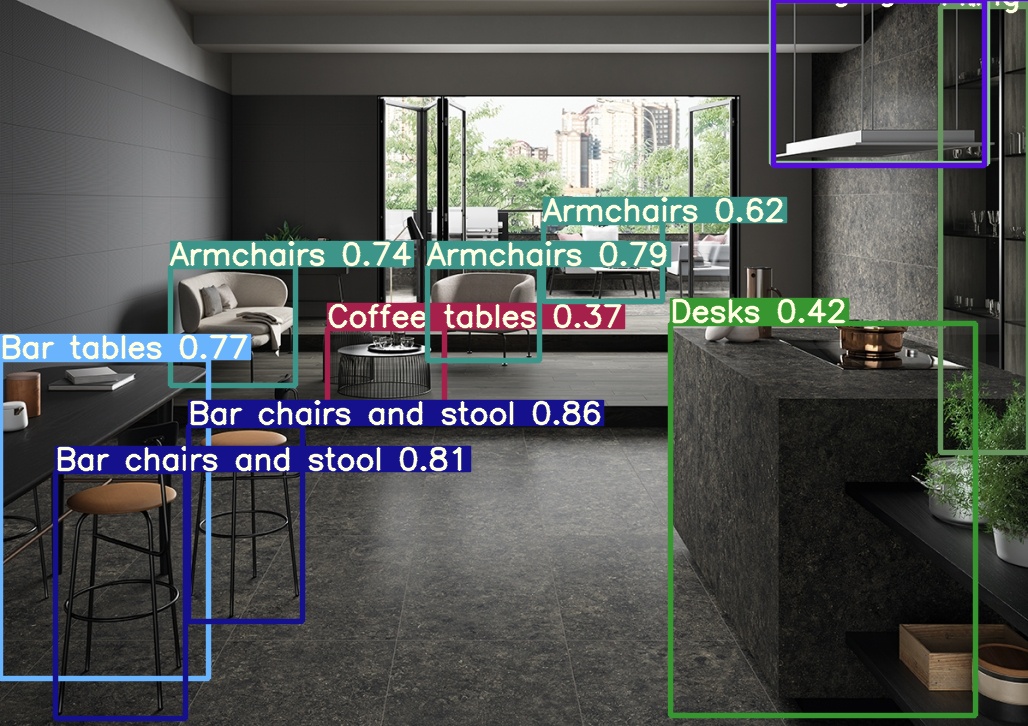 Armchairs 0.62
Armchairs 0.74
Armchairs 0.79
Coffee tables 0.37
Desks 0.42
Bar tables 0.77
Bar chairs and stool 0.86
Bar chairs and stool 0.81